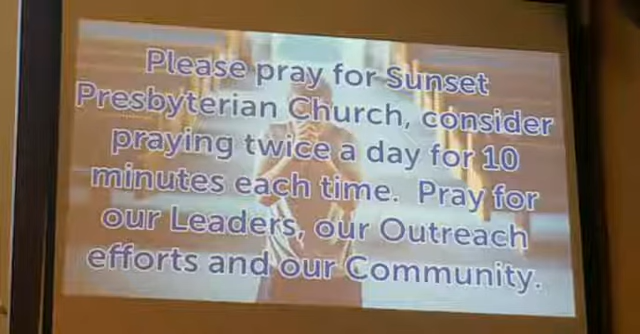 Please pray for Sunset
Presbyterian Church, consider
praying twice a day for 10
minutes each time.  Pray for
our Leaders, our Outreach
efforts and our Community.